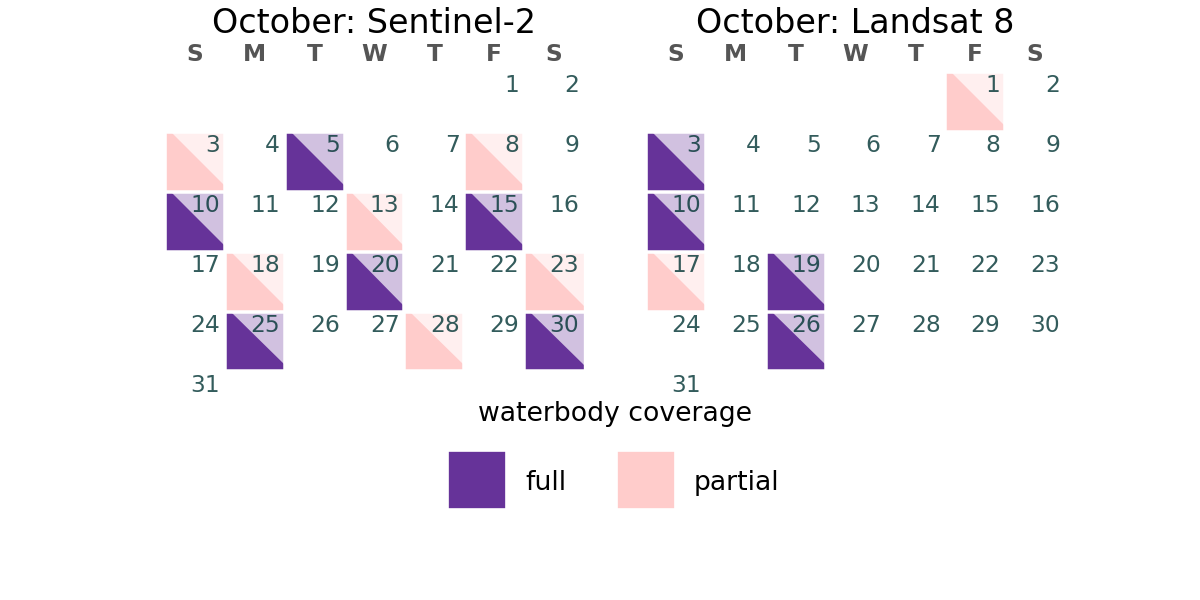 October: Sentinel-2
S M T W T F S
1 2
3 4 5 6 7 8 9
10 11 12 13 14 15 16
17 18 19 20 21 22 23
24 25 26 27 28 29 30
31
October: Landsat 8
S M T W T F S
1 2
3 4 5 6 7 8 9
10 11 12 13 14 15 16
17 18 19 20 21 22 23
24 25 26 27 28 29 30
31
waterbody coverage
full partial